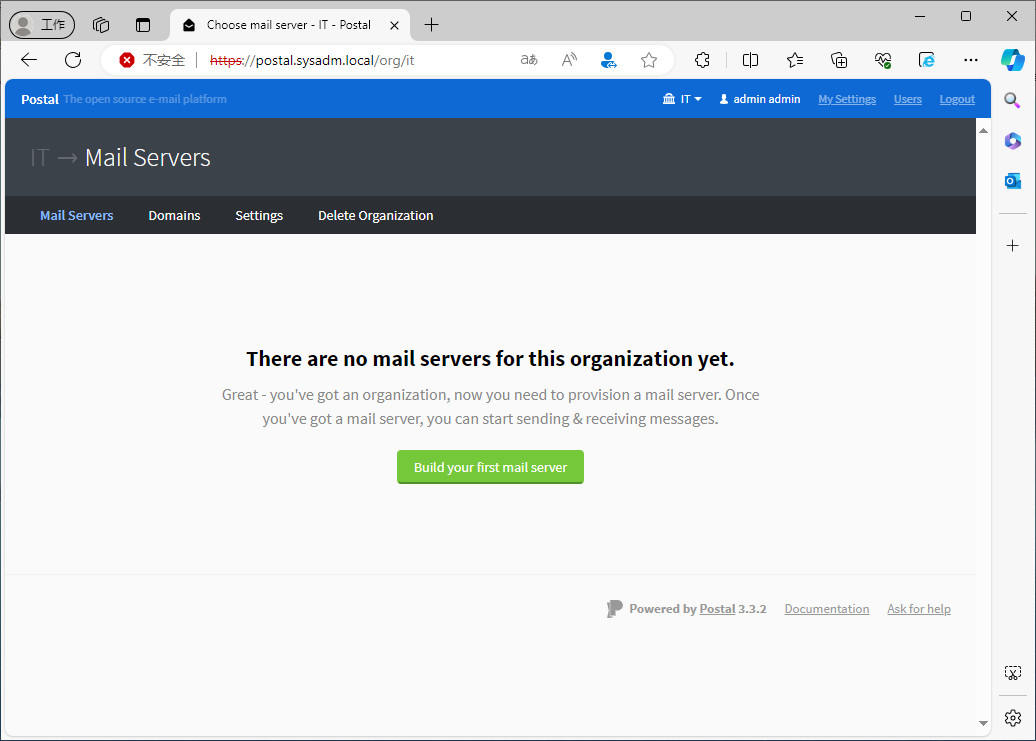 工作
Choose mail server - IT - Postal
不安全
https://postal.sysadm.local/org/it
Postal The open source e-mail platform
IT
admin admin
My Settings
Users
Logout
IT → Mail Servers
Mail Servers Domains Settings Delete Organization
There are no mail servers for this organization yet.
Great - you've got an organization, now you need to provision a mail server. Once
you've got a mail server, you can start sending & receiving messages.
Build your first mail server
Powered by Postal 3.3.2 Documentation Ask for help